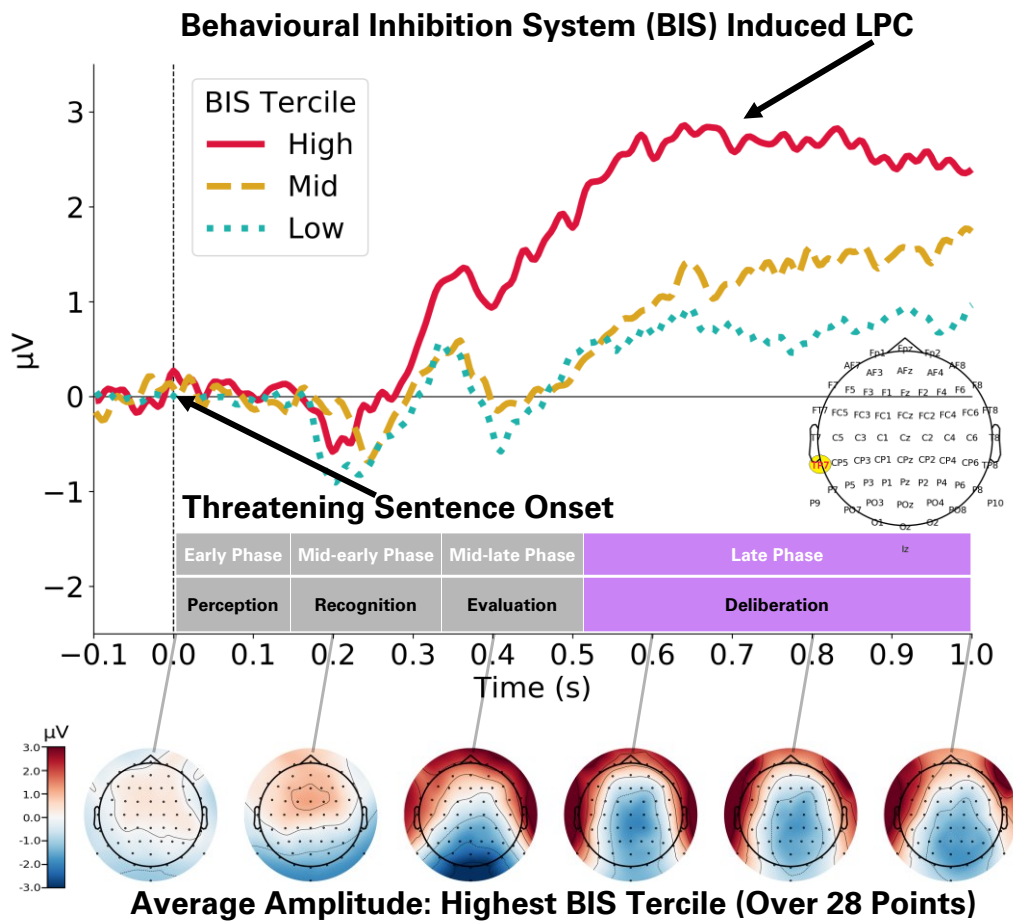 Behavioural Inhibition System (BIS) Induced LPC
BIS Tercile
High
Mid
Low
µV
3
2
1
0
−1
−2
Fp1 Fpz Fp2
AF7 AF3 AFz AF4 AF8
F7 F5 F3 F1 Fz F2 F4 F6 F8
FT7 FC5 FC3 FC1 FCz FC2 FC4 FC6 FT8
T7 C5 C3 C1 Cz C2 C4 C6 T8
TP7 CP5 CP3 CP1 CPz CP2 CP4 CP6 TP8
P9 P7 P5 P3 P1 Pz P2 P4 P6 P8 P10
PO7 PO3 POz PO4 PO8
O1 Oz O2
Iz
Threatening Sentence Onset
Early Phase Mid-early Phase Mid-late Phase Late Phase
Perception Recognition Evaluation Deliberation
−0.1 0.0 0.1 0.2 0.3 0.4 0.5 0.6 0.7 0.8 0.9 1.0
Time (s)
µV
3.0
2.0
1.0
0.0
-1.0
-2.0
-3.0
Average Amplitude: Highest BIS Tercile (Over 28 Points)